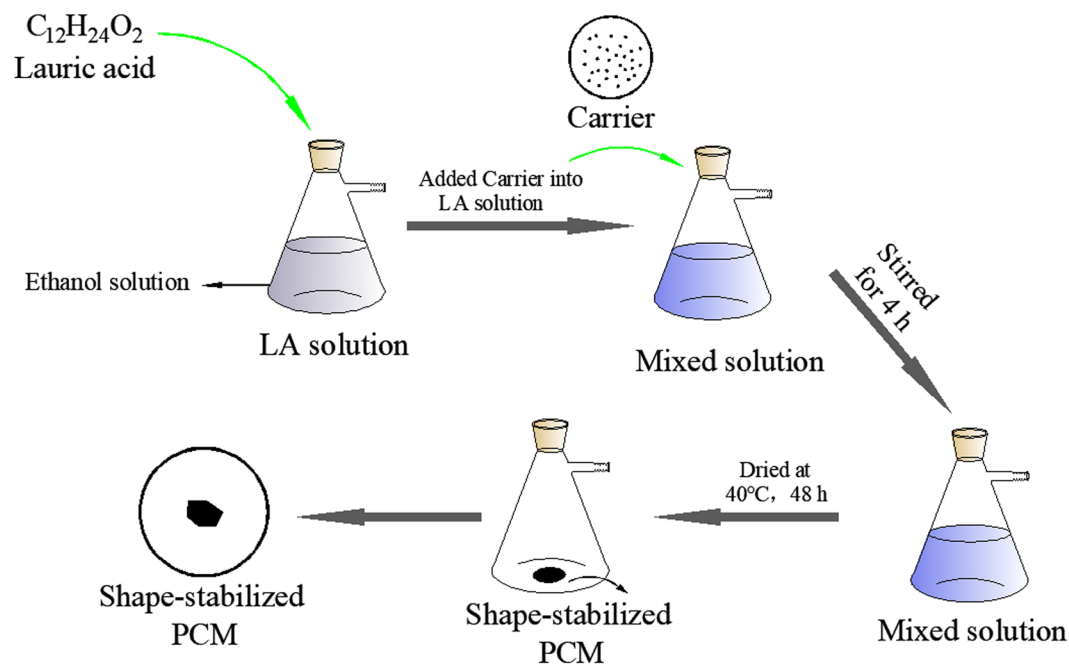 C₁₂H₂₄O₂
Lauric acid
Carrier
Added Carrier into
LA solution
Ethanol solution
LA solution
Mixed solution
Stirred
for 4 h
Dried at
40℃，48 h
Mixed solution
Shape-stabilized
PCM
Shape-stabilized
PCM